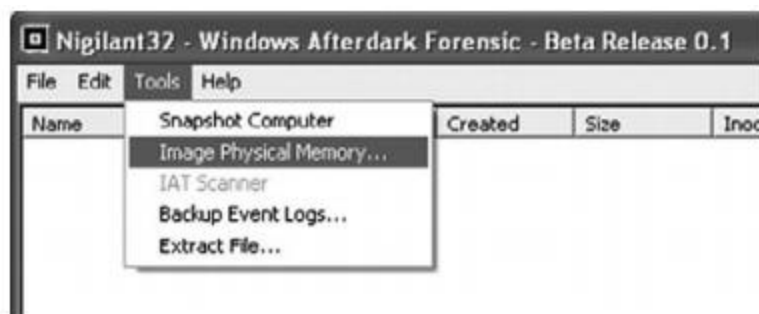 Nigilant32 - Windows Afterdark Forensic - Beta Release 0.1
File Edit Tools Help
Name Created Size
Snapshot Computer
Image Physical Memory...
IAT Scanner
Backup Event Logs...
Extract File...